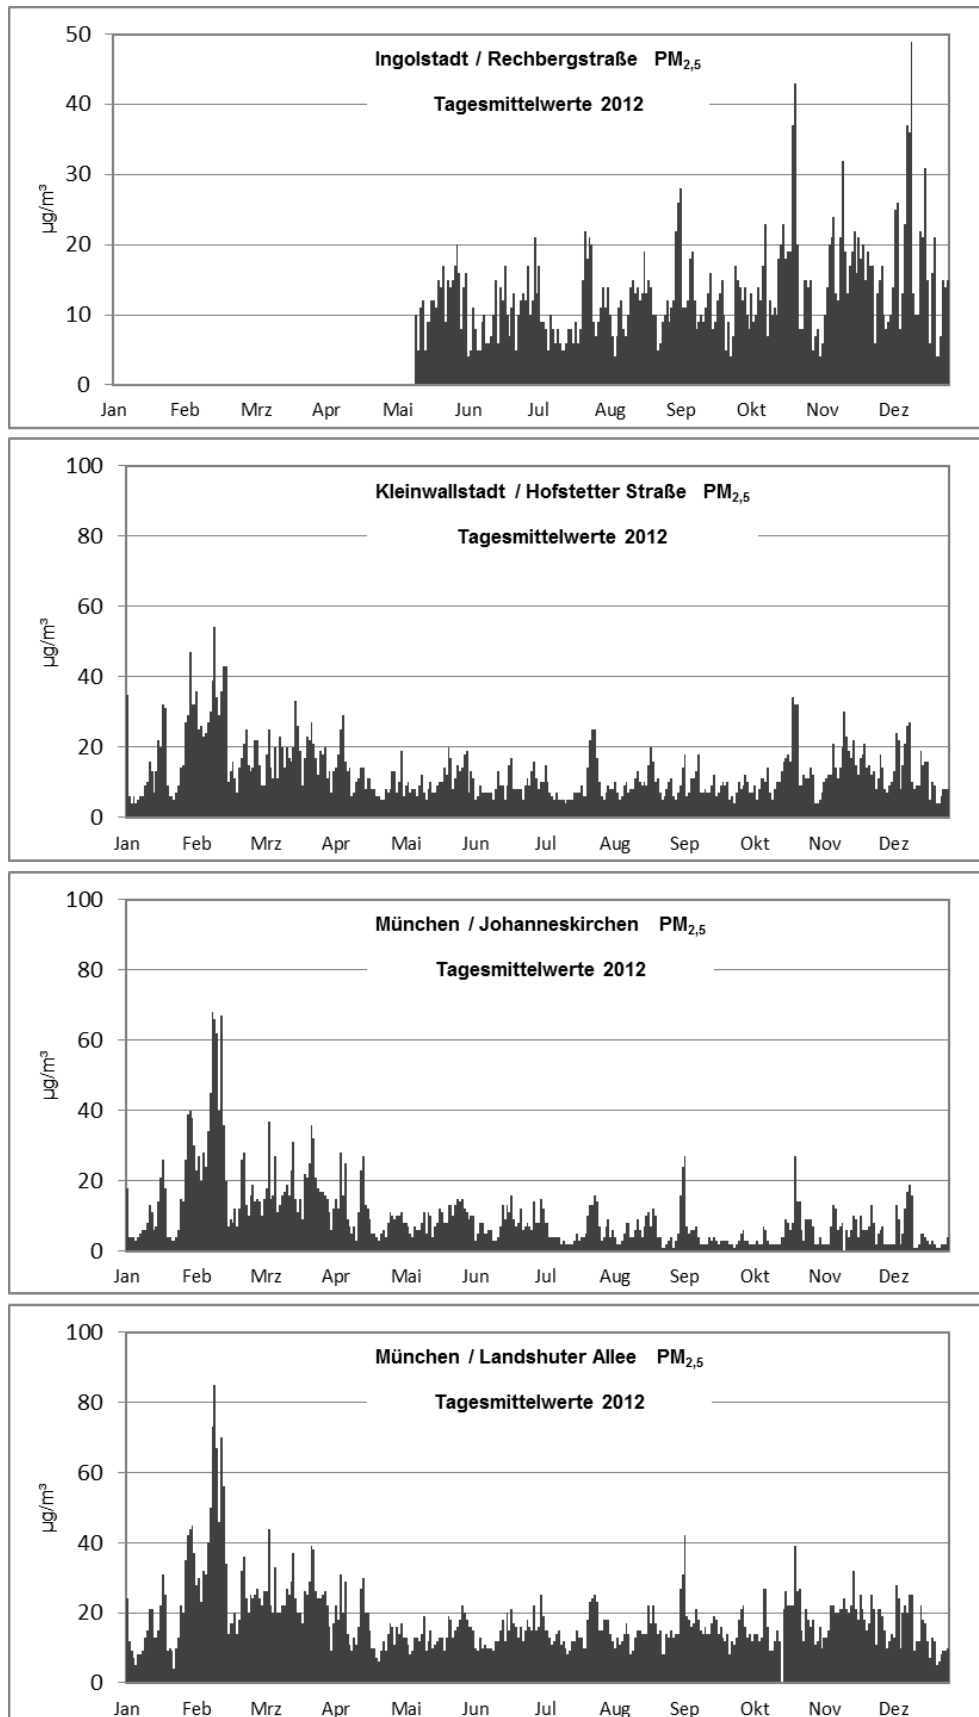 Ingolstadt / Rechbergstraße PM2,5
Tagesmittelwerte 2012
µg/m³
50
40
30
20
10
0
Jan Feb Mrz Apr Mai Jun Jul Aug Sep Okt Nov Dez
Kleinwallstadt / Hofstetter Straße PM2,5
Tagesmittelwerte 2012
µg/m³
100
80
60
40
20
0
Jan Feb Mrz Apr Mai Jun Jul Aug Sep Okt Nov Dez
München / Johanneskirchen PM2,5
Tagesmittelwerte 2012
µg/m³
100
80
60
40
20
0
Jan Feb Mrz Apr Mai Jun Jul Aug Sep Okt Nov Dez
München / Landshuter Allee PM2,5
Tagesmittelwerte 2012
µg/m³
100
80
60
40
20
0
Jan Feb Mrz Apr Mai Jun Jul Aug Sep Okt Nov Dez